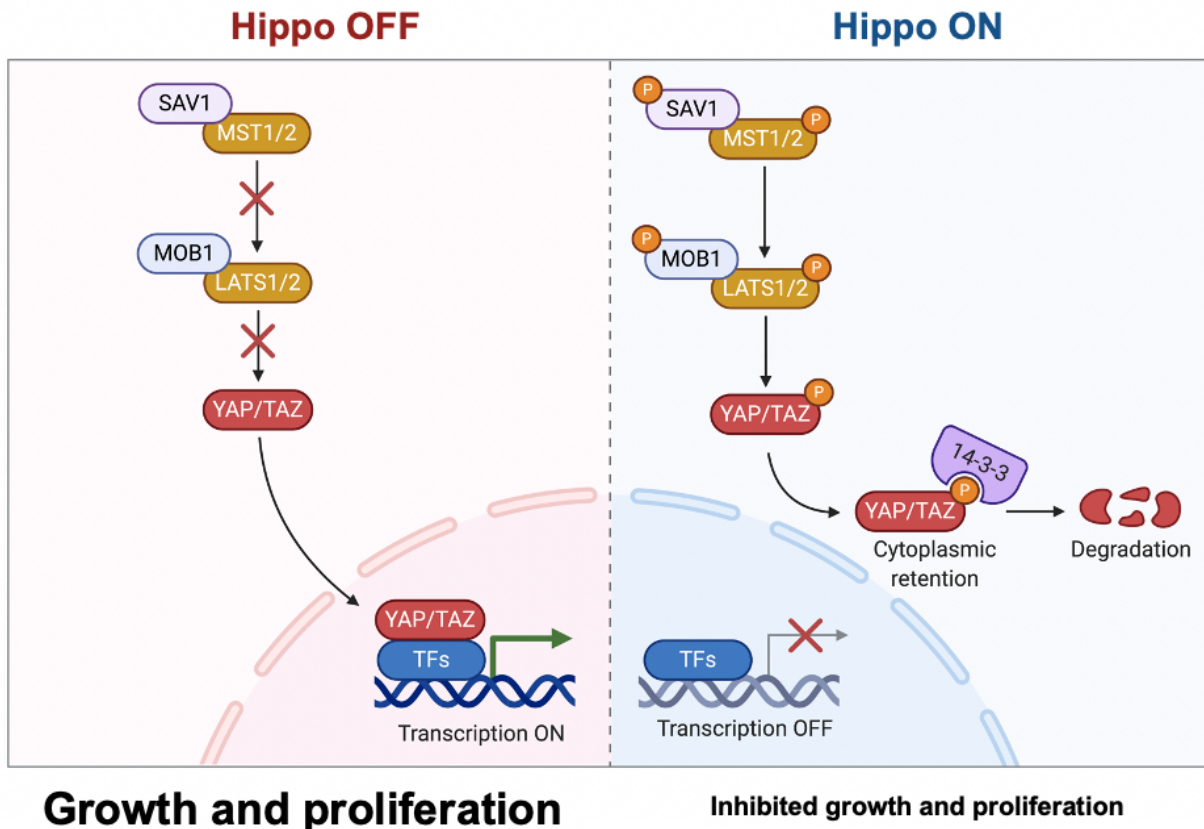 Hippo OFF
SAV1
MST1/2
MOB1
LATS1/2
YAP/TAZ
YAP/TAZ
TFs
Transcription ON
Growth and proliferation
Hippo ON
P
SAV1
P
MST1/2
P
MOB1
P
LATS1/2
P
YAP/TAZ
14-3-3
P
YAP/TAZ
Cytoplasmic
retention
Degradation
TFs
Transcription OFF
Inhibited growth and proliferation